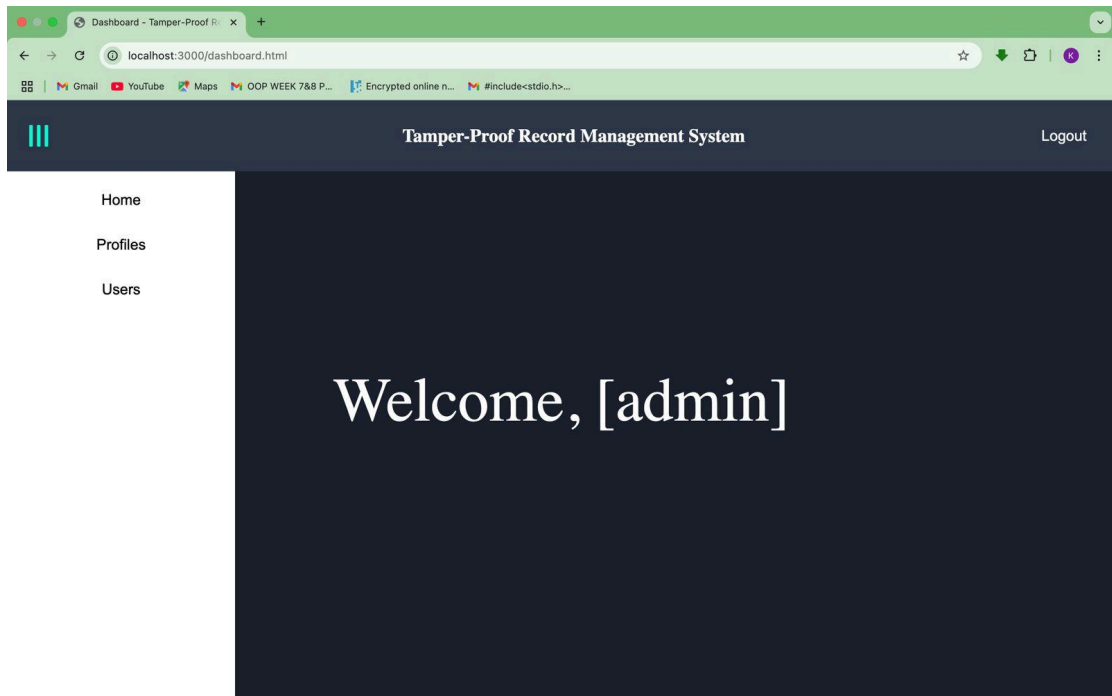 Dashboard - Tamper-Proof Re
localhost:3000/dashboard.html
K
Gmail YouTube Maps OOP WEEK 7&8 P... Encrypted online n... #include<stdio.h>...
Tamper-Proof Record Management System Logout
Home
Profiles
Users
Welcome, [admin]